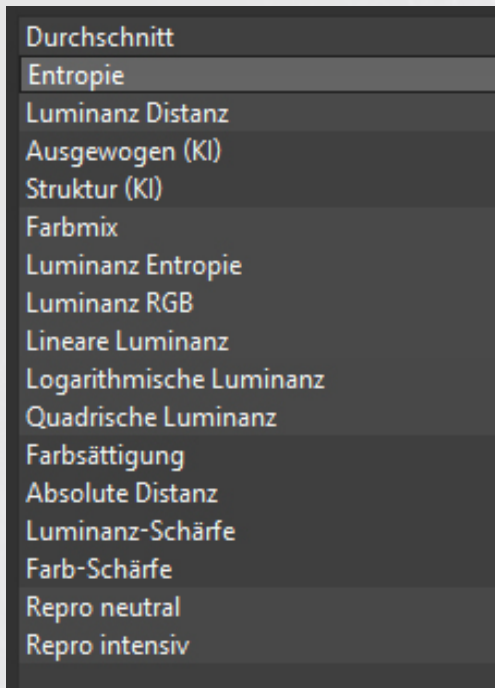 Durchschnitt
Entropie
Luminanz Distanz
Ausgewogen (KI)
Struktur (KI)
Farbmix
Luminanz Entropie
Luminanz RGB
Lineare Luminanz
Logarithmische Luminanz
Quadrische Luminanz
Farbsättigung
Absolute Distanz
Luminanz-Schärfe
Farb-Schärfe
Repro neutral
Repro intensiv